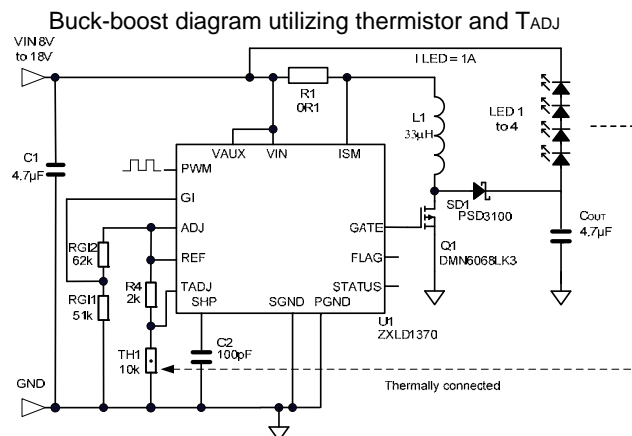 Buck-boost diagram utilizing thermistor and TADJ
VIN 8V
to 18V
I LED = 1A
R1
0R1
L1
33µH
LED 1
to 4
C1
4.7µF
VAUX
VIN
ISM
PWM
GI
ADJ
REF
TADJ
SHP
SGND
PGND
GATE
FLAG
STATUS
SD1
PSD3100
Q1
DMN6068LK3
COUT
4.7µF
RGI2
62k
RGI1
51k
R4
2k
TH1
10k
C2
100pF
U1
ZXLD1370
GND
Thermally connected